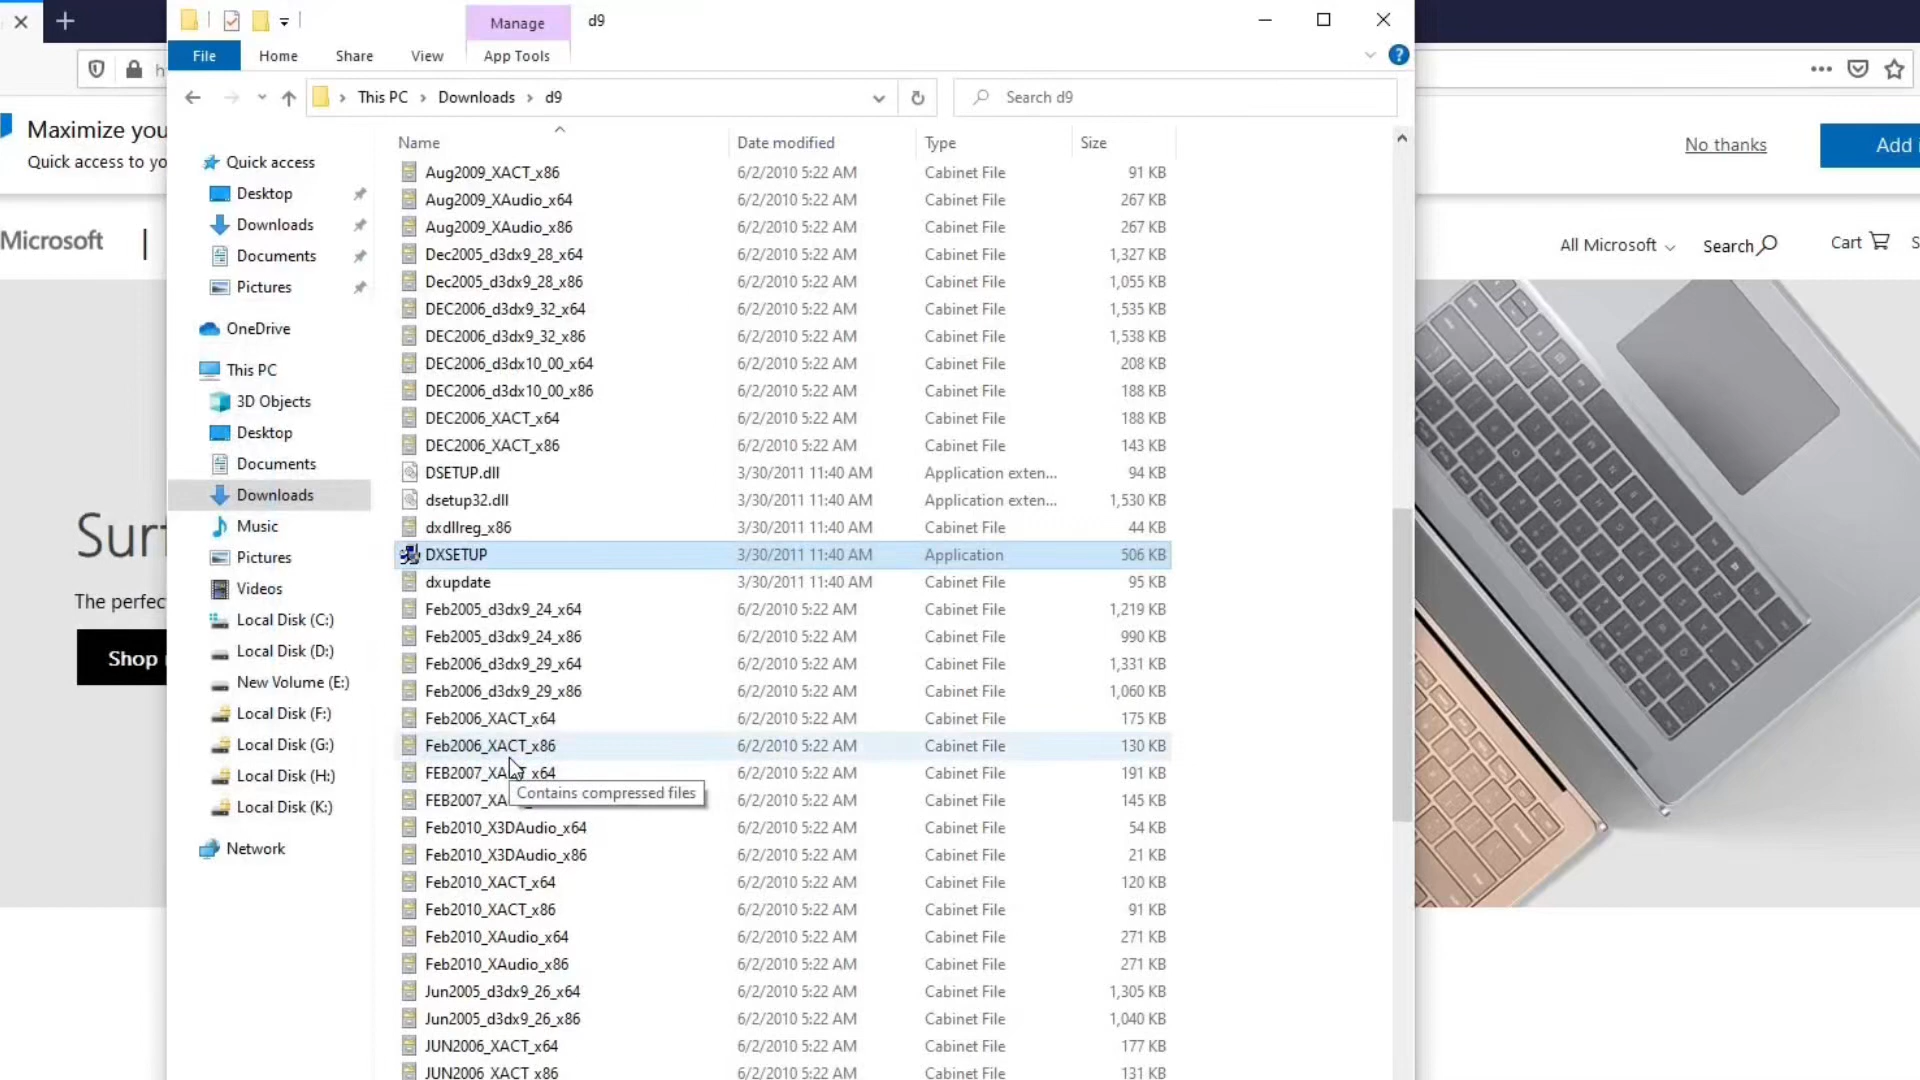 Manage
d9
File
Home
Share
View
App Tools
?
This PC
Downloads
d9
Search d9
Maximize you
Quick access to yo
No thanks
Add i
Microsoft
All Microsoft
Search
Cart
S
Surf
The perfec
Shop
Quick access
Desktop
Downloads
Documents
Pictures
OneDrive
This PC
3D Objects
Desktop
Documents
Downloads
Music
Pictures
Videos
Local Disk (C:)
Local Disk (D:)
New Volume (E:)
Local Disk (F:)
Local Disk (G:)
Local Disk (H:)
Local Disk (K:)
Network
Name Date modified Type Size
Aug2009_XACT_x86 6/2/2010 5:22 AM Cabinet File 91 KB
Aug2009_XAudio_x64 6/2/2010 5:22 AM Cabinet File 267 KB
Aug2009_XAudio_x86 6/2/2010 5:22 AM Cabinet File 267 KB
Dec2005_d3dx9_28_x64 6/2/2010 5:22 AM Cabinet File 1,327 KB
Dec2005_d3dx9_28_x86 6/2/2010 5:22 AM Cabinet File 1,055 KB
DEC2006_d3dx9_32_x64 6/2/2010 5:22 AM Cabinet File 1,535 KB
DEC2006_d3dx9_32_x86 6/2/2010 5:22 AM Cabinet File 1,538 KB
DEC2006_d3dx10_00_x64 6/2/2010 5:22 AM Cabinet File 208 KB
DEC2006_d3dx10_00_x86 6/2/2010 5:22 AM Cabinet File 188 KB
DEC2006_XACT_x64 6/2/2010 5:22 AM Cabinet File 188 KB
DEC2006_XACT_x86 6/2/2010 5:22 AM Cabinet File 143 KB
DSETUP.dll 3/30/2011 11:40 AM Application exten... 94 KB
dsetup32.dll 3/30/2011 11:40 AM Application exten... 1,530 KB
dxdllreg_x86 3/30/2011 11:40 AM Cabinet File 44 KB
DXSETUP 3/30/2011 11:40 AM Application 506 KB
dxupdate 3/30/2011 11:40 AM Cabinet File 95 KB
Feb2005_d3dx9_24_x64 6/2/2010 5:22 AM Cabinet File 1,219 KB
Feb2005_d3dx9_24_x86 6/2/2010 5:22 AM Cabinet File 990 KB
Feb2006_d3dx9_29_x64 6/2/2010 5:22 AM Cabinet File 1,331 KB
Feb2006_d3dx9_29_x86 6/2/2010 5:22 AM Cabinet File 1,060 KB
Feb2006_XACT_x64 6/2/2010 5:22 AM Cabinet File 175 KB
Feb2006_XACT_x86 6/2/2010 5:22 AM Cabinet File 130 KB
FEB2007_XACT_x64 6/2/2010 5:22 AM Cabinet File 191 KB
Contains compressed files
FEB2007_XA 6/2/2010 5:22 AM Cabinet File 145 KB
Feb2010_X3DAudio_x64 6/2/2010 5:22 AM Cabinet File 54 KB
Feb2010_X3DAudio_x86 6/2/2010 5:22 AM Cabinet File 21 KB
Feb2010_XACT_x64 6/2/2010 5:22 AM Cabinet File 120 KB
Feb2010_XACT_x86 6/2/2010 5:22 AM Cabinet File 91 KB
Feb2010_XAudio_x64 6/2/2010 5:22 AM Cabinet File 271 KB
Feb2010_XAudio_x86 6/2/2010 5:22 AM Cabinet File 271 KB
Jun2005_d3dx9_26_x64 6/2/2010 5:22 AM Cabinet File 1,305 KB
Jun2005_d3dx9_26_x86 6/2/2010 5:22 AM Cabinet File 1,040 KB
JUN2006_XACT_x64 6/2/2010 5:22 AM Cabinet File 177 KB
JUN2006_XACT_x86 6/2/2010 5:22 AM Cabinet File 131 KB